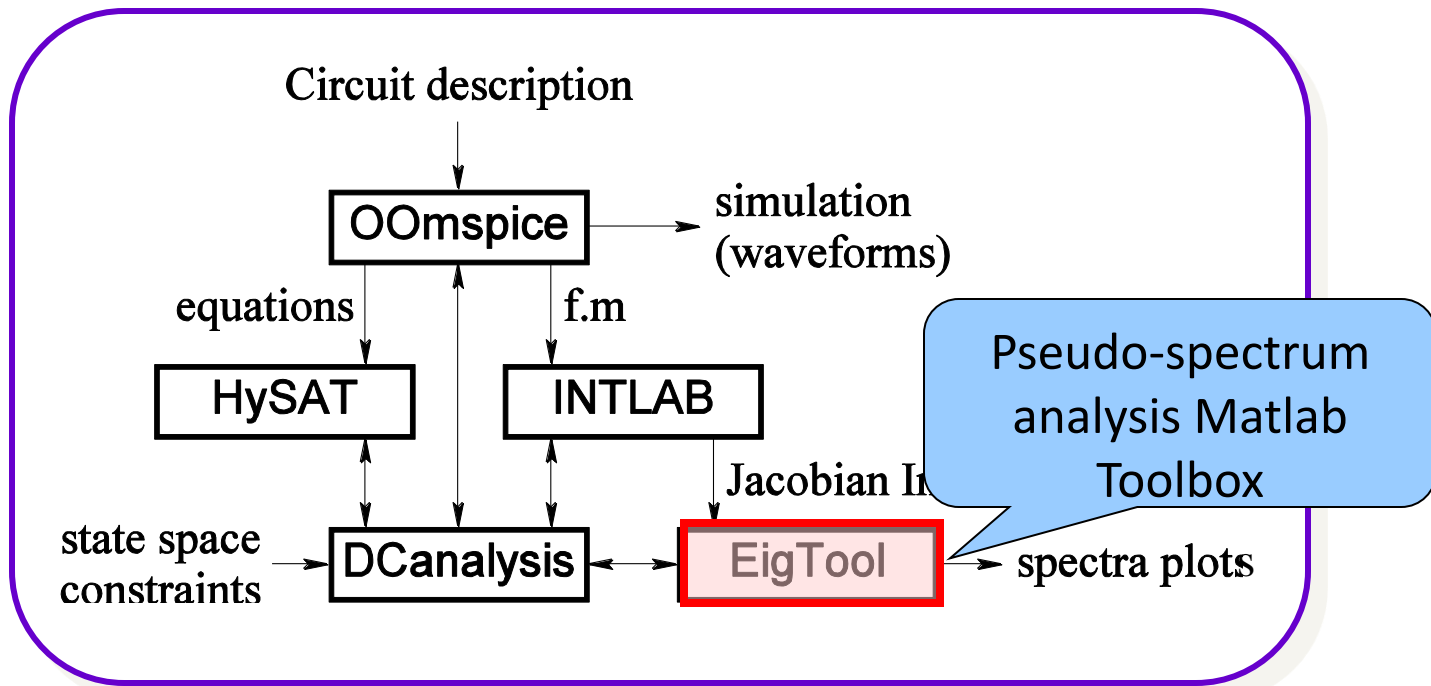 Circuit description
OOmspice
simulation
(waveforms)
equations
f.m
Pseudo-spectrum
analysis Matlab
Toolbox
HySAT
INTLAB
Jacobian
state space
constraints
DCanalysis
EigTool
spectra plots